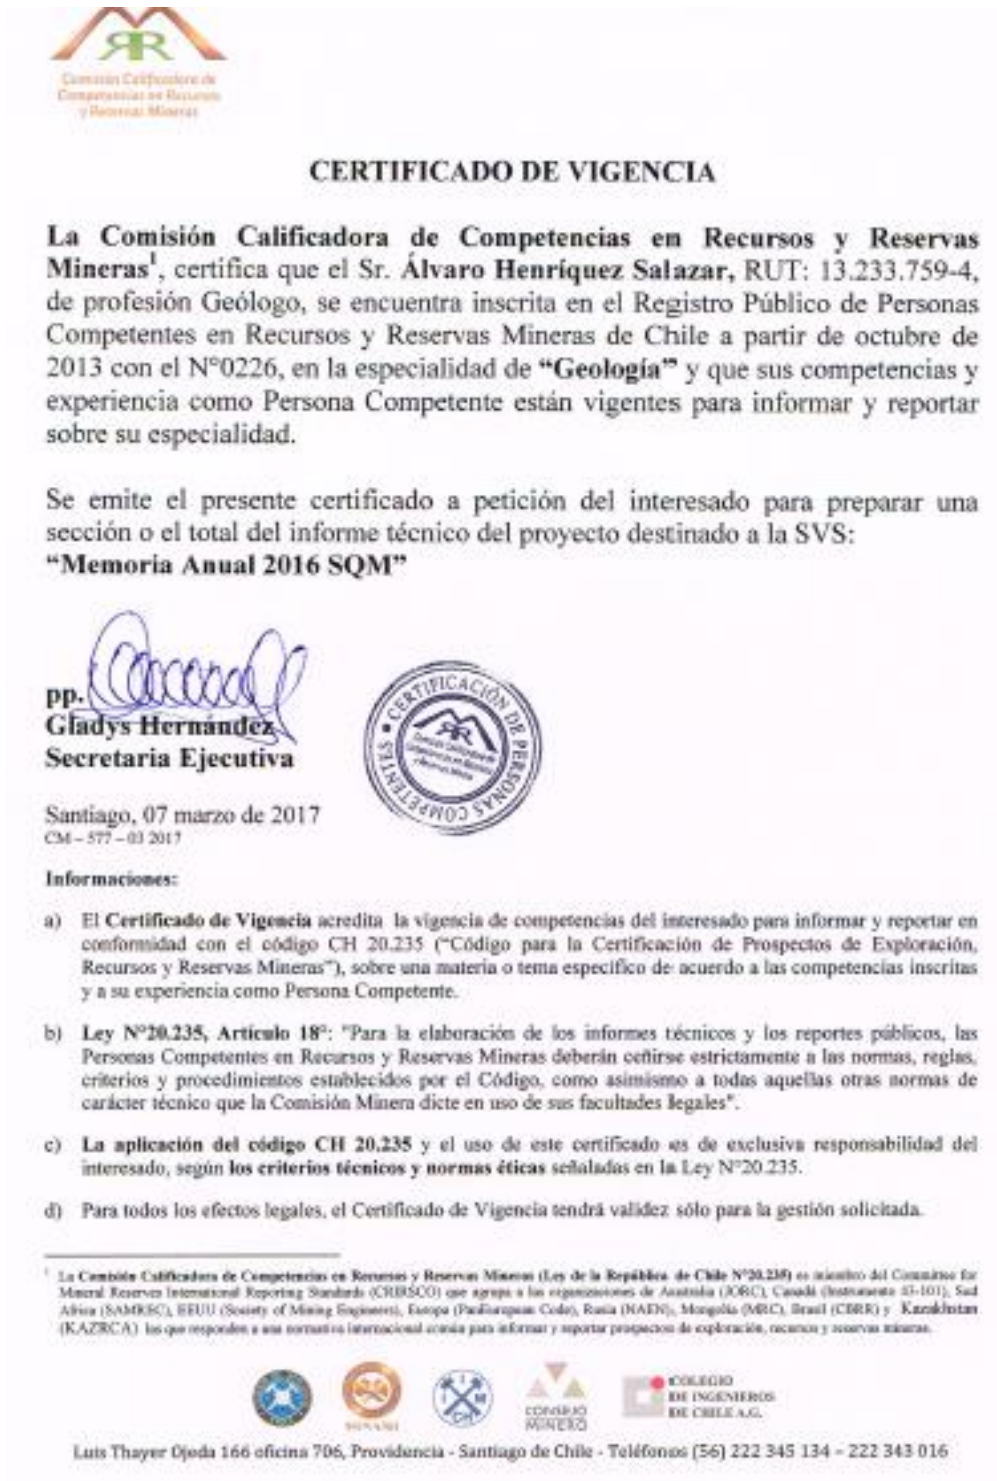 RR
Comisión Calificadora de
Competencias en Recursos
y Reservas Mineras
CERTIFICADO DE VIGENCIA
La Comisión Calificadora de Competencias en Recursos y Reservas
Mineras¹, certifica que el Sr. Álvaro Henríquez Salazar, RUT: 13.233.759-4,
de profesión Geólogo, se encuentra inscrita en el Registro Público de Personas
Competentes en Recursos y Reservas Mineras de Chile a partir de octubre de
2013 con el N°0226, en la especialidad de “Geología” y que sus competencias y
experiencia como Persona Competente están vigentes para informar y reportar
sobre su especialidad.
Se emite el presente certificado a petición del interesado para preparar una
sección o el total del informe técnico del proyecto destinado a la SVS:
“Memoria Anual 2016 SQM”
pp.
Gladys Hernández
Secretaria Ejecutiva
CERTIFICACIÓN DE PERSONAS COMPETENTES
RR
Comisión Calificadora de
Competencias en Recursos
y Reservas Mineras
Santiago, 07 marzo de 2017
CM – 577 – 03 2017
Informaciones:
a) El Certificado de Vigencia acredita la vigencia de competencias del interesado para informar y reportar en
conformidad con el código CH 20.235 (“Código para la Certificación de Prospectos de Exploración,
Recursos y Reservas Mineras”), sobre una materia o tema específico de acuerdo a las competencias inscritas
y a su experiencia como Persona Competente.
b) Ley N°20.235, Artículo 18°: "Para la elaboración de los informes técnicos y los reportes públicos, las
Personas Competentes en Recursos y Reservas Mineras deberán ceñirse estrictamente a las normas, reglas,
criterios y procedimientos establecidos por el Código, como asimismo a todas aquellas otras normas de
carácter técnico que la Comisión Minera dicte en uso de sus facultades legales".
c) La aplicación del código CH 20.235 y el uso de este certificado es de exclusiva responsabilidad del
interesado, según los criterios técnicos y normas éticas señaladas en la Ley N°20.235.
d) Para todos los efectos legales, el Certificado de Vigencia tendrá validez sólo para la gestión solicitada.
¹ La Comisión Calificadora de Competencias en Recursos y Reservas Mineras (Ley de la República de Chile N°20.235) es miembro del Committee for
Mineral Reserves International Reporting Standards (CRIRSCO) que agrupa a las organizaciones de Australia (JORC), Canadá (Instrumento 43-101), Sud
Africa (SAMREC), EEUU (Society of Mining Engineers), Europa (PanEuropean Code), Rusia (NAEN), Mongolia (MRC), Brasil (CBRR) y Kazakhstan
(KAZRCA) las que responden a una normativa internacional común para informar y reportar prospectos de exploración, recursos y reservas mineras.
SONAMI
I I M CH
CONSEJO
MINERO
COLEGIO
DE INGENIEROS
DE CHILE A.G.
Luis Thayer Ojeda 166 oficina 706, Providencia - Santiago de Chile - Teléfonos (56) 222 345 134 – 222 343 016